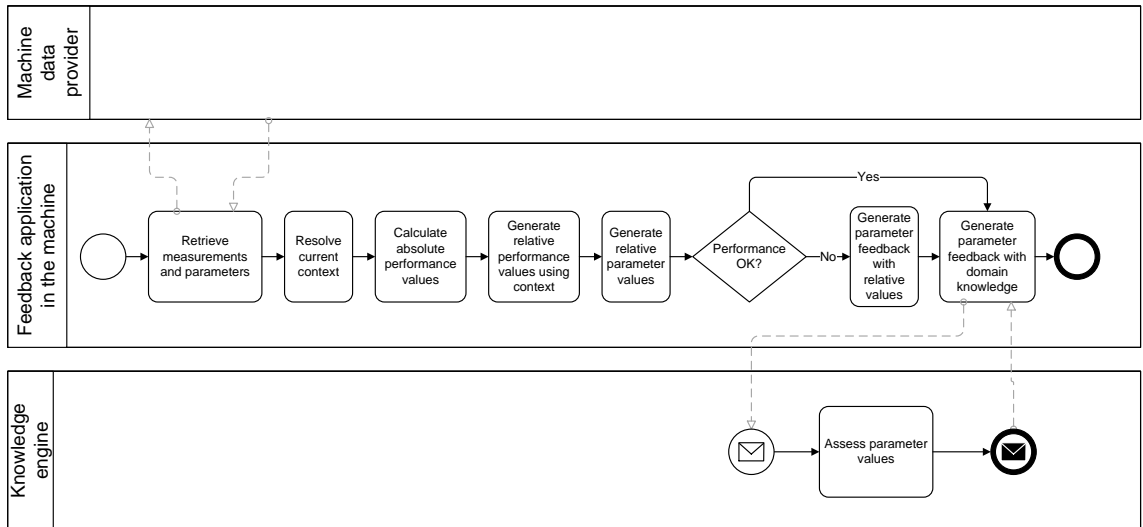 Machine
data
provider
Feedback application
in the machine
Retrieve
measurements
and parameters
Resolve
current
context
Calculate
absolute
performance
values
Generate
relative
performance
values using
context
Generate
relative
parameter
values
Performance
OK?
Yes
No
Generate
parameter
feedback
with
relative
values
Generate
parameter
feedback with
domain
knowledge
Knowledge
engine
Assess parameter
values